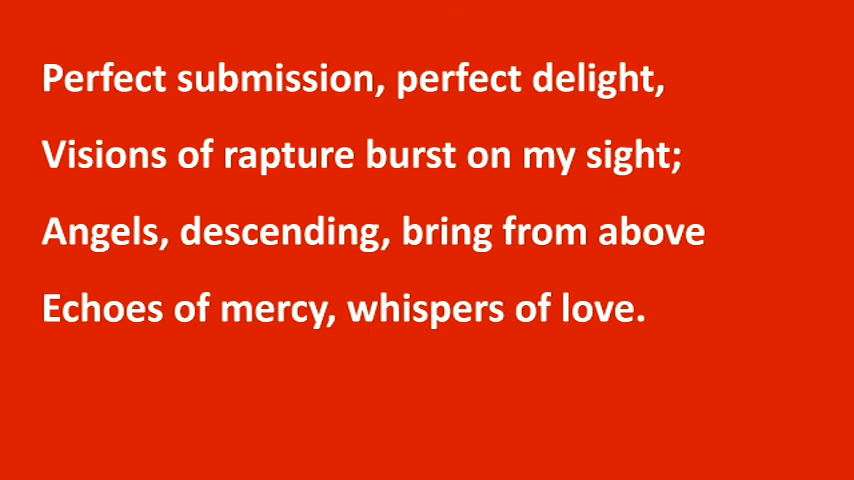 Perfect submission, perfect delight,
Visions of rapture burst on my sight;
Angels, descending, bring from above
Echoes of mercy, whispers of love.